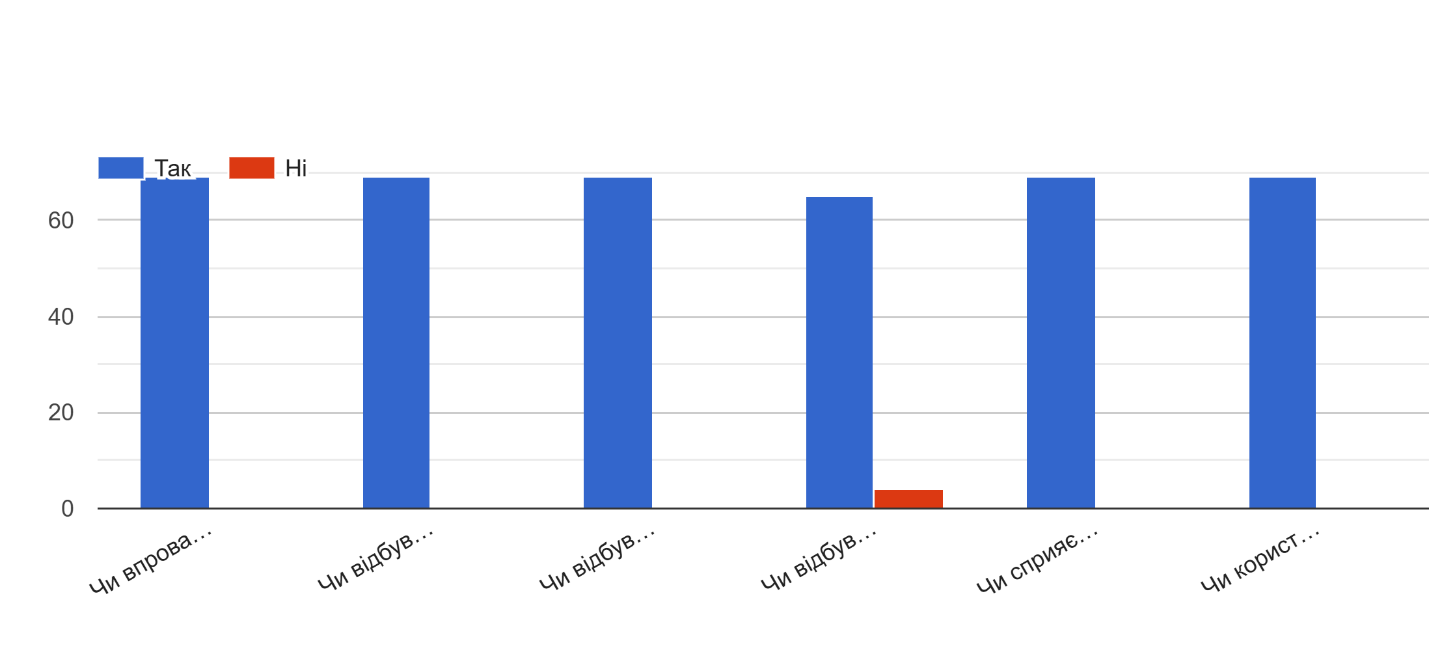 Так
Ні
60
40
20
0
Чи впрова…
Чи відбув…
Чи відбув…
Чи відбув…
Чи сприяє…
Чи корист…